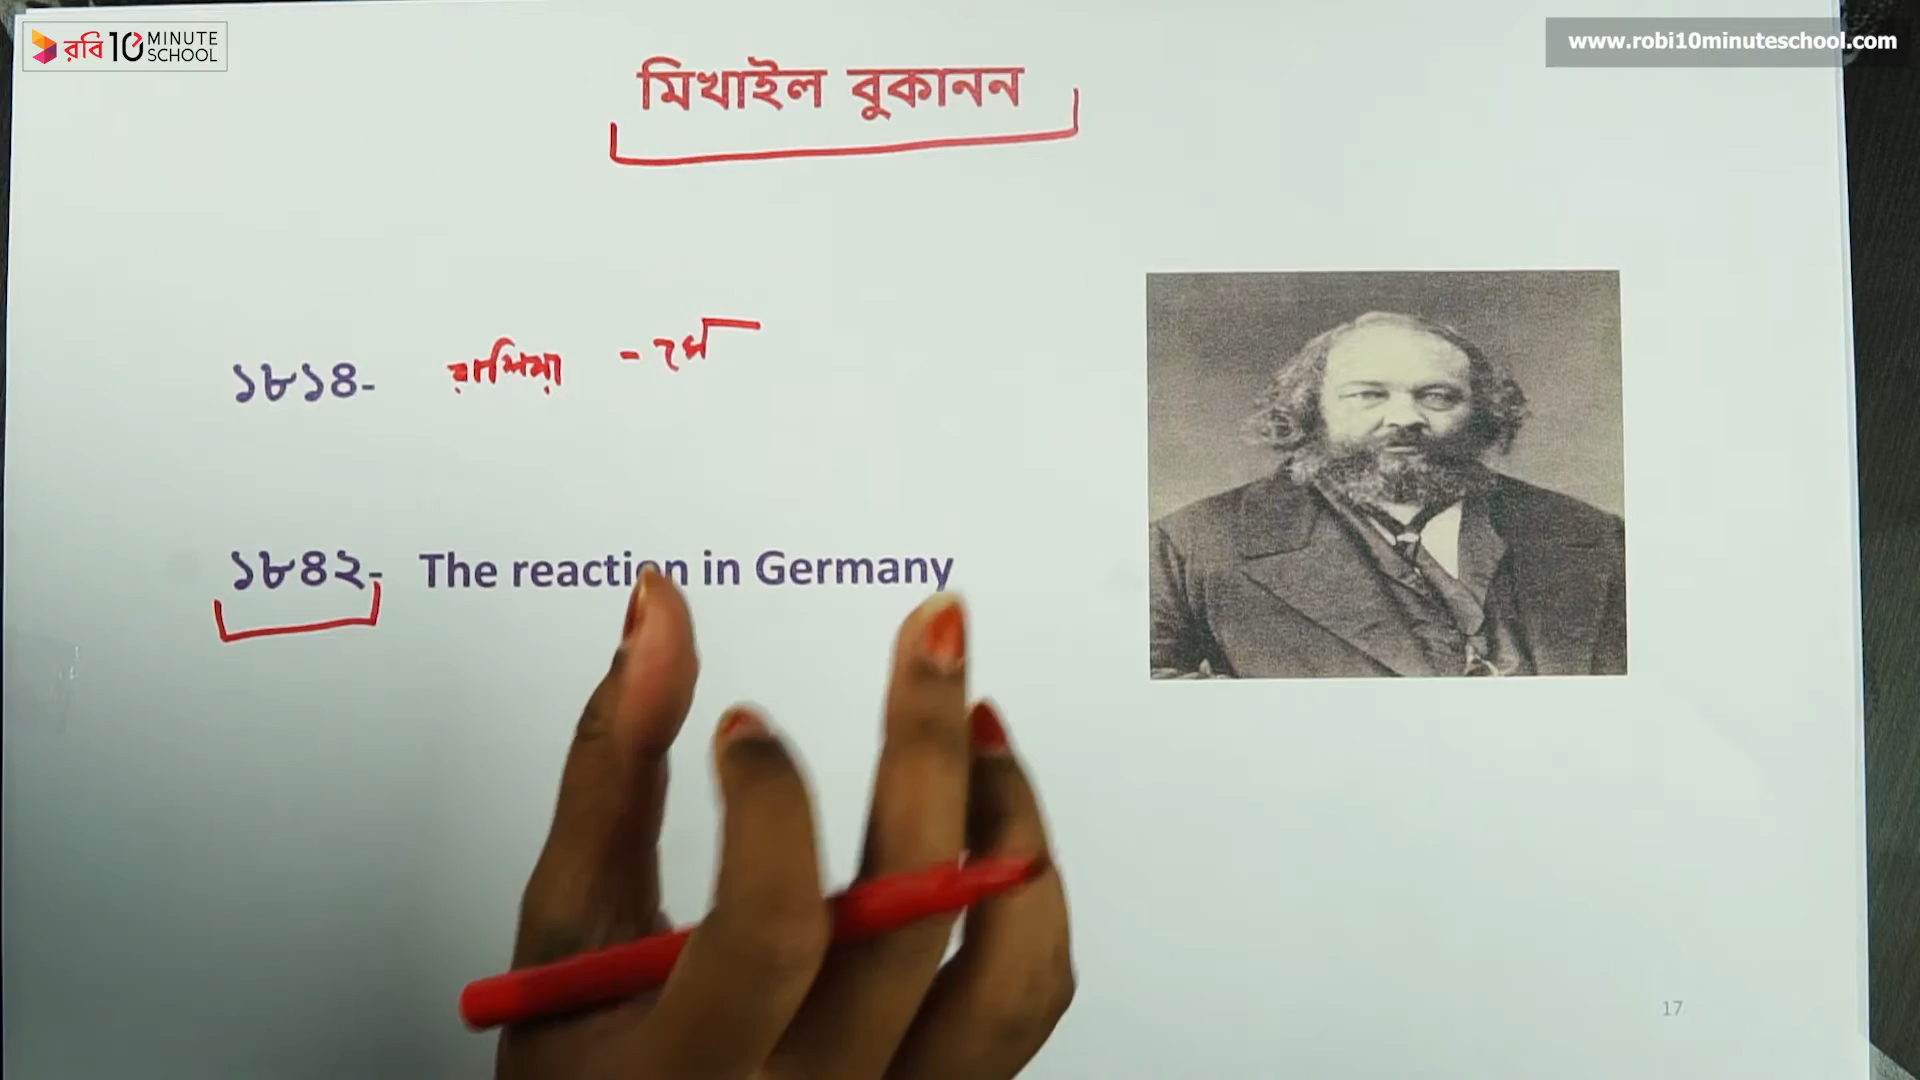 রবি 10 MINUTE SCHOOL
www.robi10minuteschool.com
মিখাইল বুকানন
১৮১৪- রাশিয়া -
১৮৪২- The reaction in Germany
17